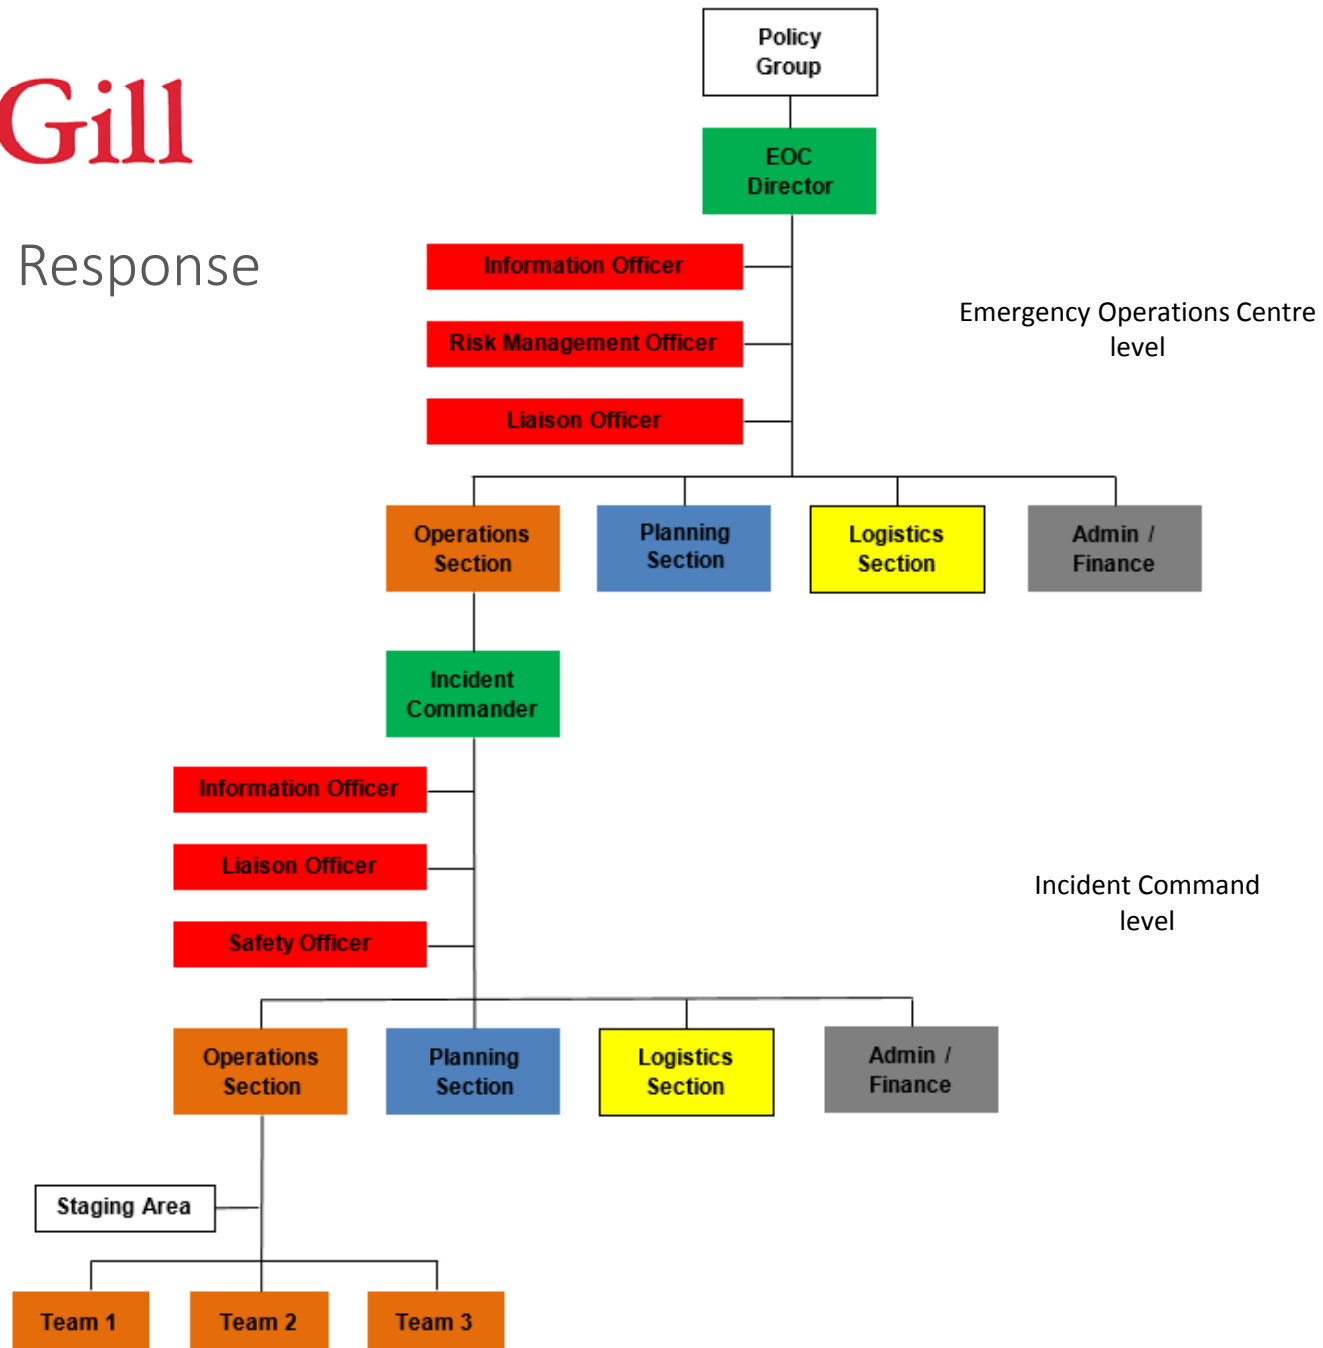 Policy
Group
Gill
EOC
Director
Response
Information Officer
Risk Management Officer
Liaison Officer
Emergency Operations Centre
level
Operations
Section
Planning
Section
Logistics
Section
Admin /
Finance
Incident
Commander
Information Officer
Liaison Officer
Safety Officer
Incident Command
level
Operations
Section
Planning
Section
Logistics
Section
Admin /
Finance
Staging Area
Team 1
Team 2
Team 3